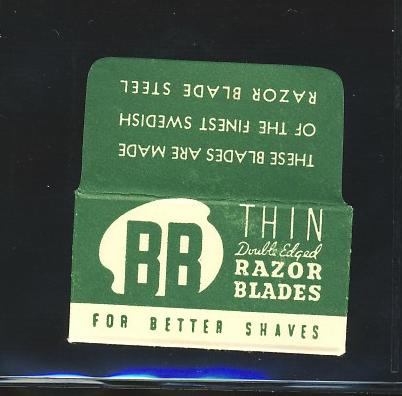 THESE BLADES ARE MADE
OF THE FINEST SWEDISH
RAZOR BLADE STEEL
BB
THIN
Double Edged
RAZOR
BLADES
FOR BETTER SHAVES